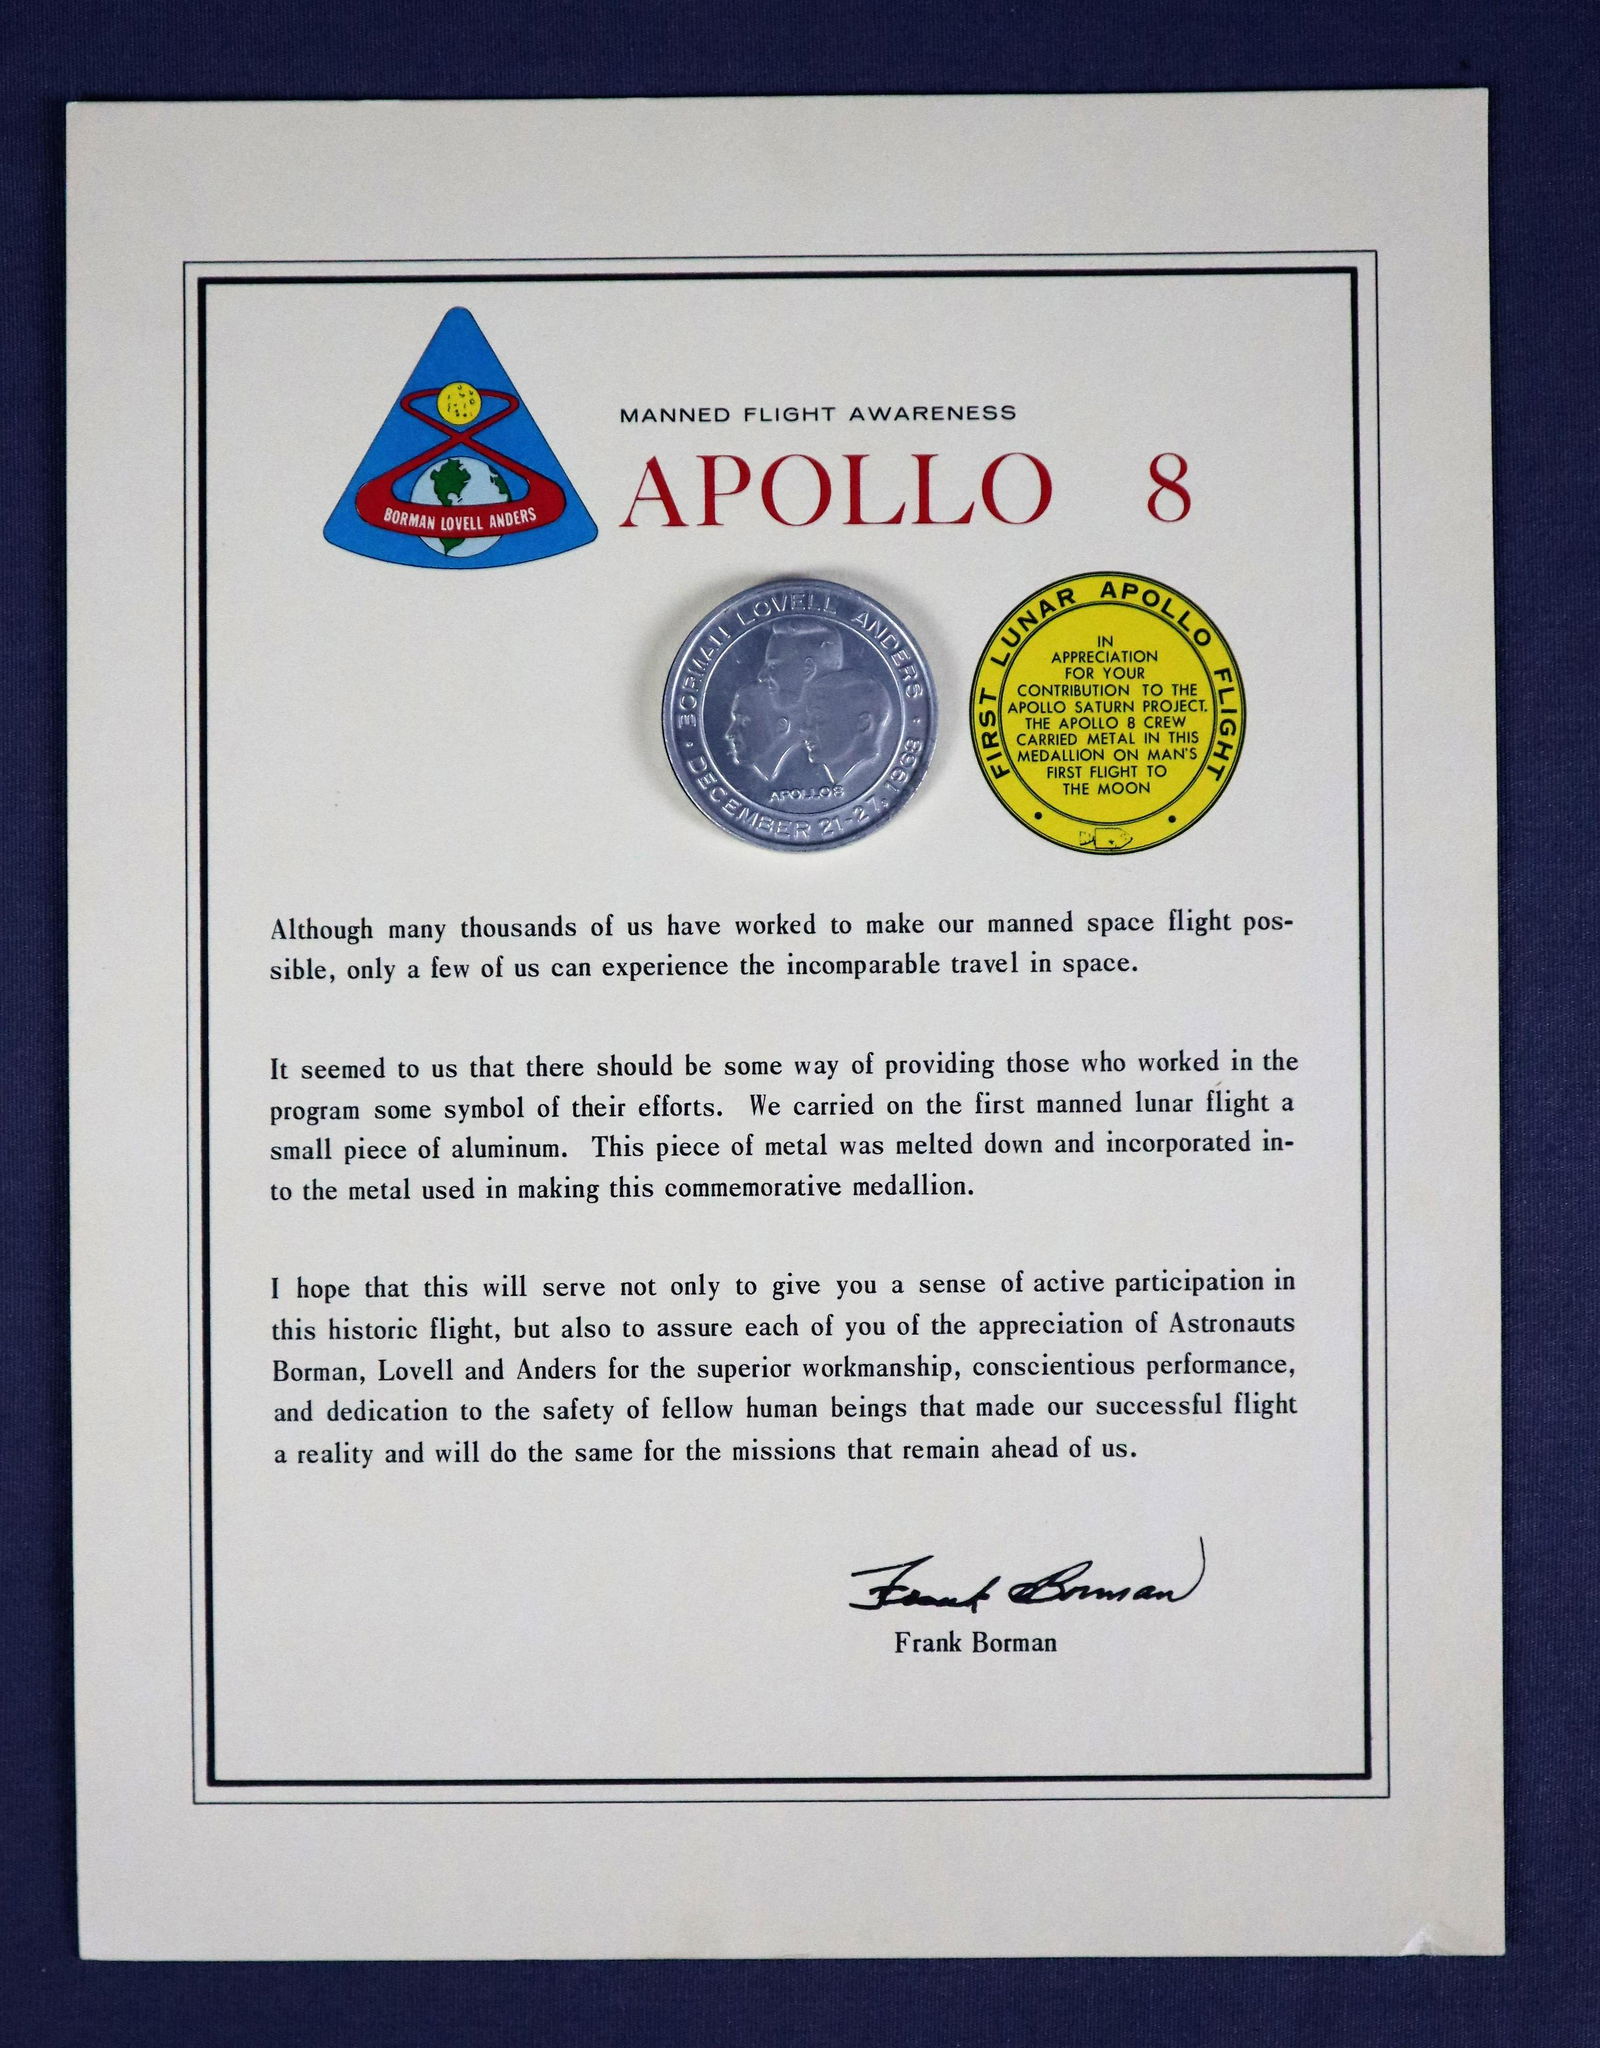 MANNED FLIGHT AWARENESS
APOLLO 8
BORMAN LOVELL ANDERS
BORMAN LOVELL ANDERS
DECEMBER 21-27, 1968
APOLLO 8
FIRST LUNAR APOLLO FLIGHT
IN
APPRECIATION
FOR YOUR
CONTRIBUTION TO THE
APOLLO SATURN PROJECT.
THE APOLLO 8 CREW
CARRIED METAL IN THIS
MEDALLION ON MAN'S
FIRST FLIGHT TO
THE MOON
Although many thousands of us have worked to make our manned space flight pos-
sible, only a few of us can experience the incomparable travel in space.
It seemed to us that there should be some way of providing those who worked in the
program some symbol of their efforts. We carried on the first manned lunar flight a
small piece of aluminum. This piece of metal was melted down and incorporated in-
to the metal used in making this commemorative medallion.
I hope that this will serve not only to give you a sense of active participation in
this historic flight, but also to assure each of you of the appreciation of Astronauts
Borman, Lovell and Anders for the superior workmanship, conscientious performance,
and dedication to the safety of fellow human beings that made our successful flight
a reality and will do the same for the missions that remain ahead of us.
Frank Borman
Frank Borman